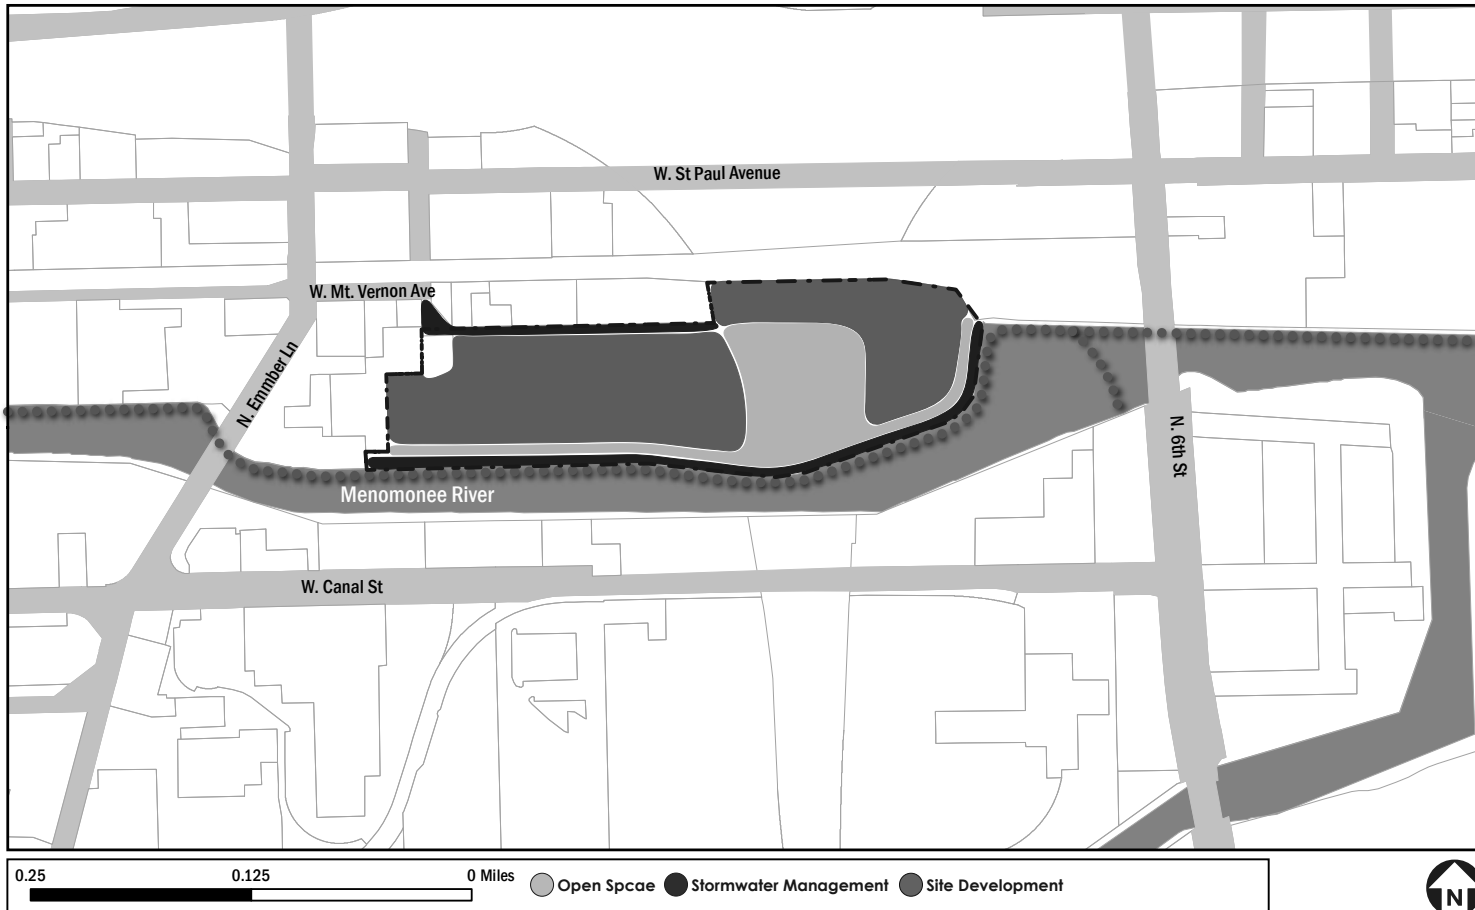 W. St Paul Avenue
W. Mt. Vernon Ave
N. Emmber Ln
N. 6th St
Menomonee River
W. Canal St
0.25 0.125 0 Miles
Open Spcae Stormwater Management Site Development
N